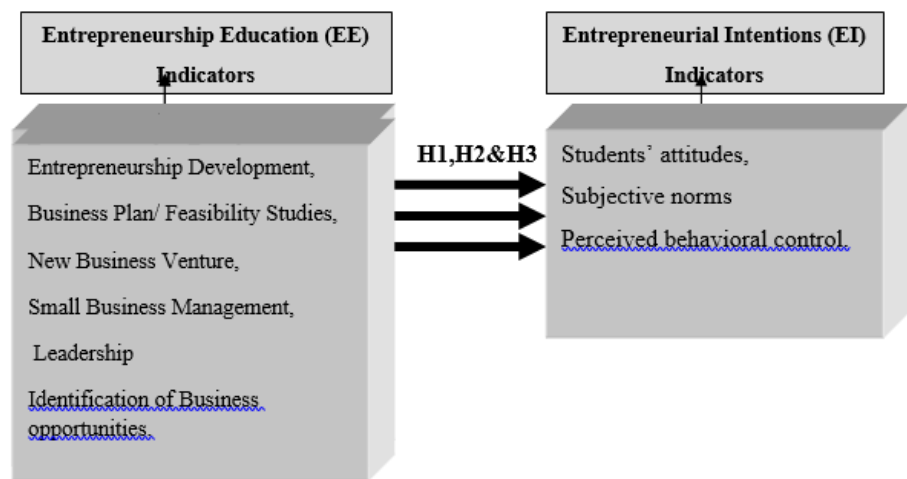 Entrepreneurship Education (EE)
Indicators
Entrepreneurial Intentions (EI)
Indicators
Entrepreneurship Development,
Business Plan/ Feasibility Studies,
New Business Venture,
Small Business Management,
Leadership
Identification of Business
opportunities,
H1,H2&H3
Students’ attitudes,
Subjective norms
Perceived behavioral control.